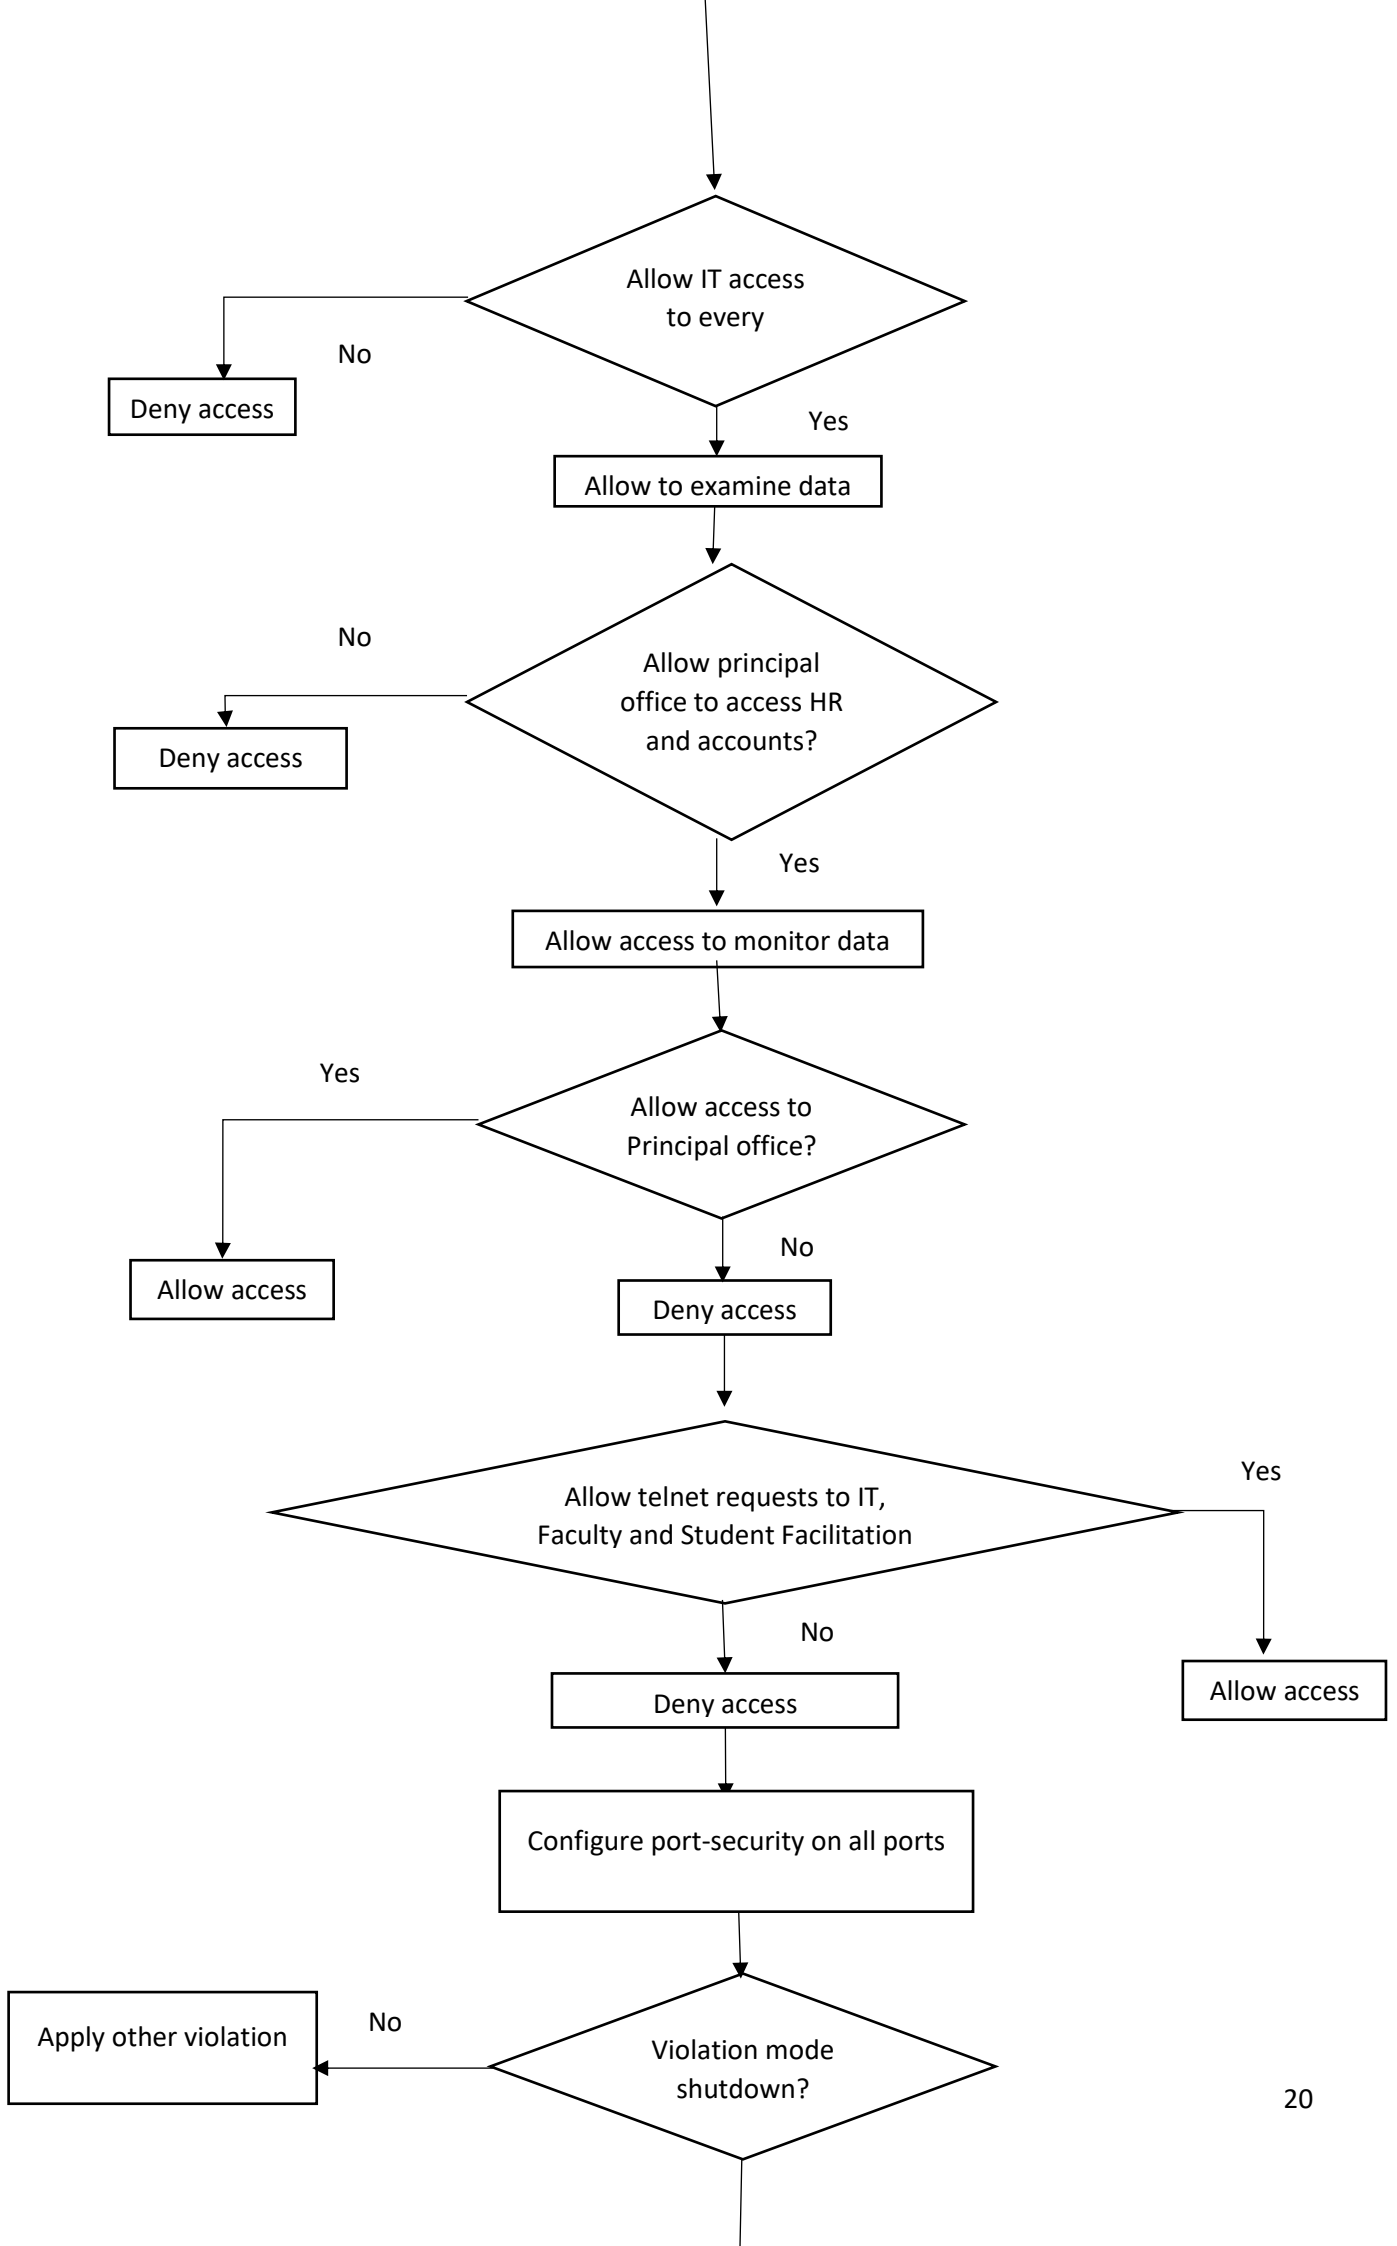 Allow IT access
to every
No
Deny access
Yes
Allow to examine data
No
Allow principal
office to access HR
and accounts?
Deny access
Yes
Allow access to monitor data
Yes
Allow access to
Principal office?
No
Allow access
Deny access
Yes
Allow telnet requests to IT,
Faculty and Student Facilitation
No
Deny access
Allow access
Configure port-security on all ports
No
Apply other violation
Violation mode
shutdown?
20